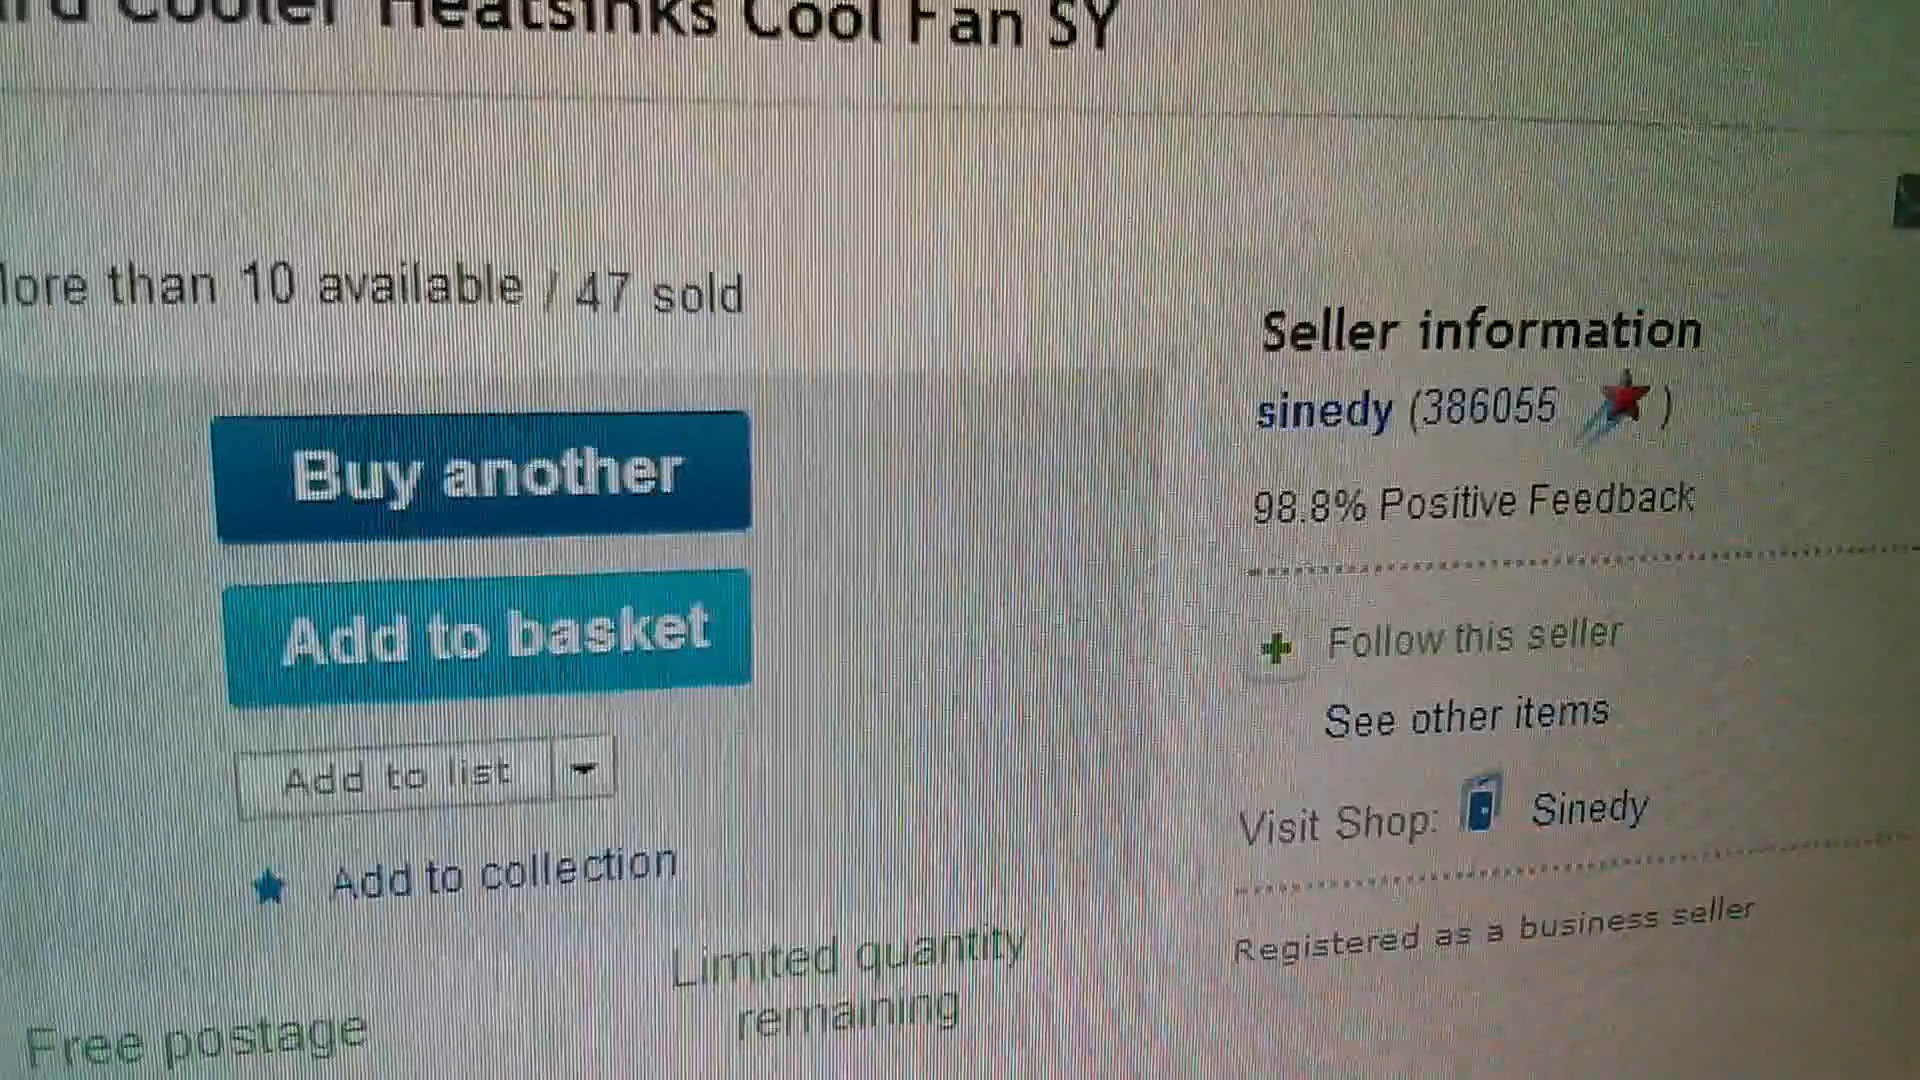 Cooler Heatsinks Cool Fan SY
than 10 available / 47 sold
Buy another
Add to basket
Add to list
Add to collection
Limited quantity
remaining
Free postage
Seller information
sinedy (386055 )
98.8% Positive Feedback
Follow this seller
See other items
Visit Shop: Sinedy
Registered as a business seller